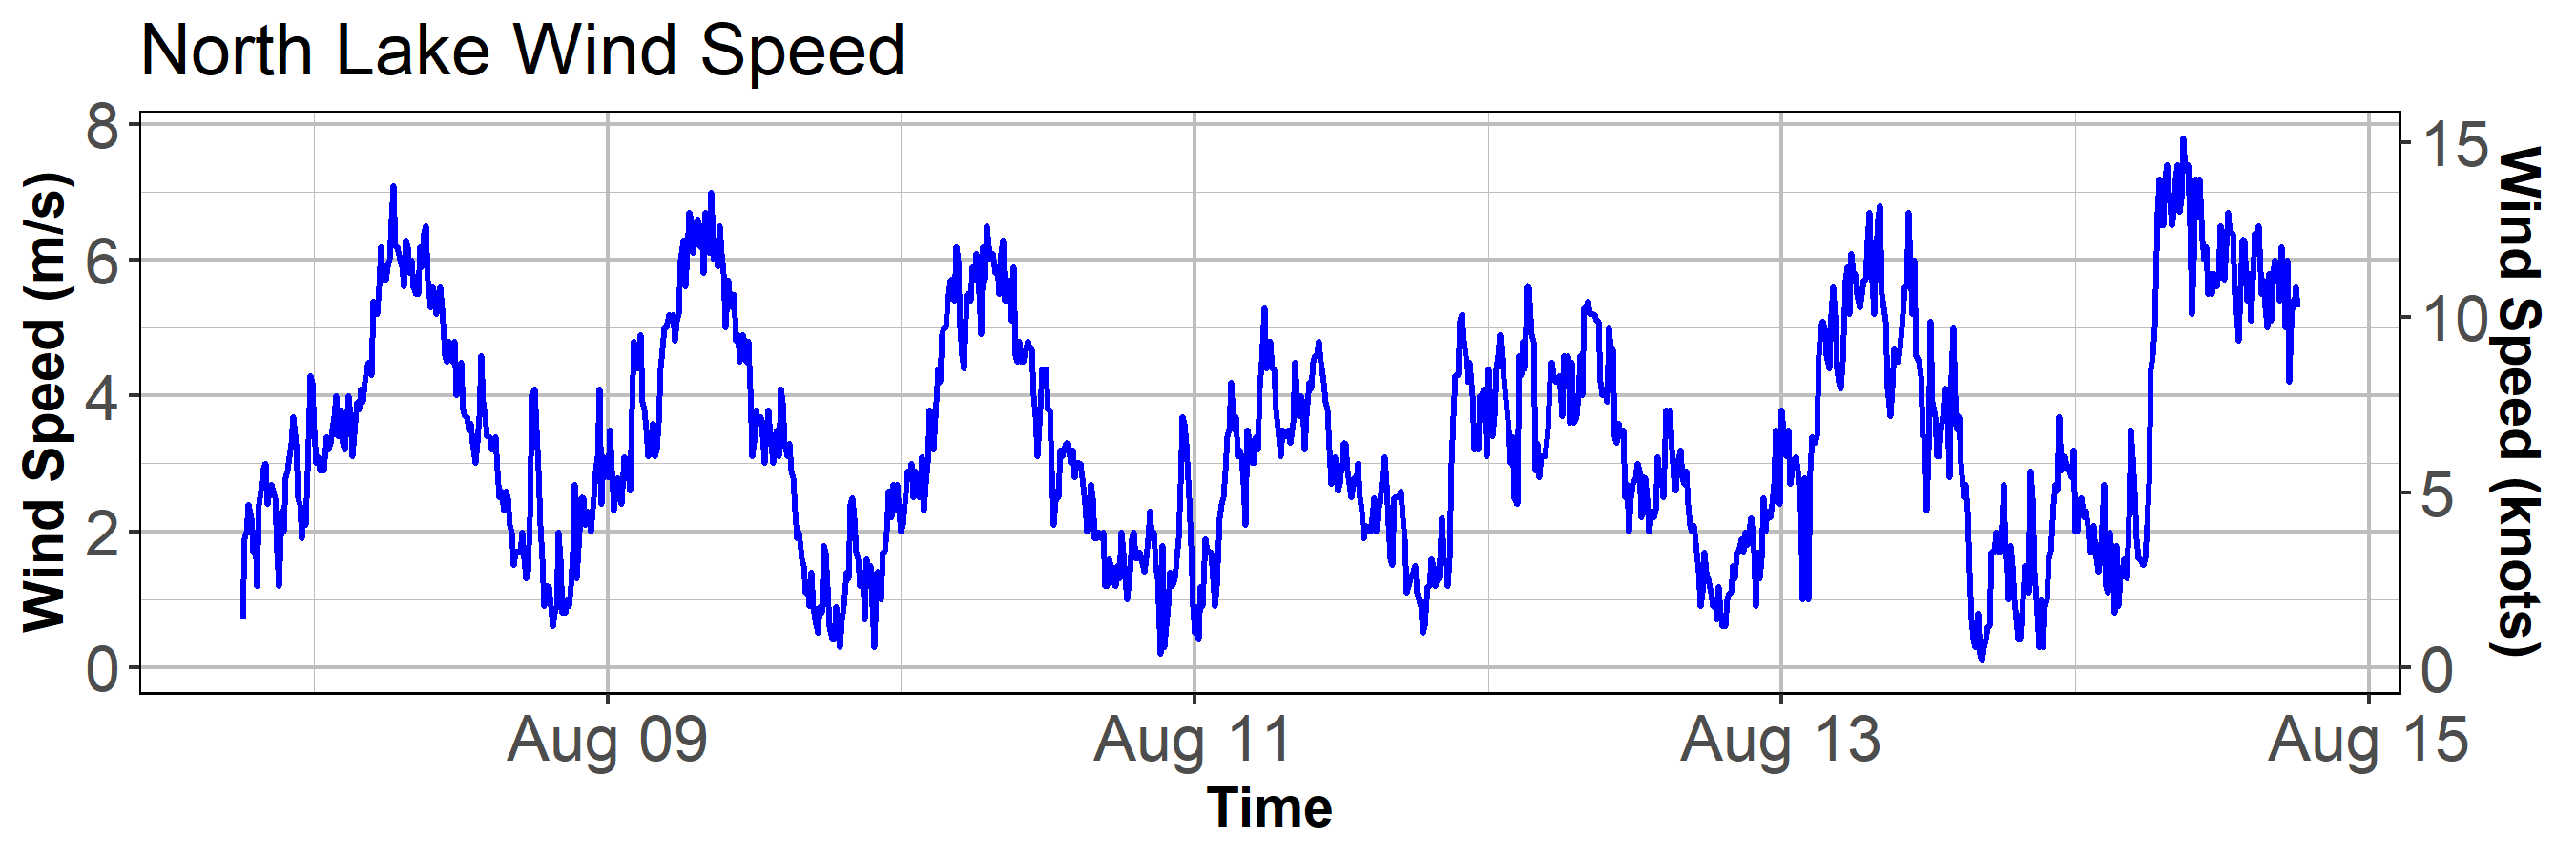 North Lake Wind Speed
Wind Speed (m/s)
8
6
4
2
0
15
10
5
0
Wind Speed (knots)
Aug 09 Aug 11 Aug 13 Aug 15
Time